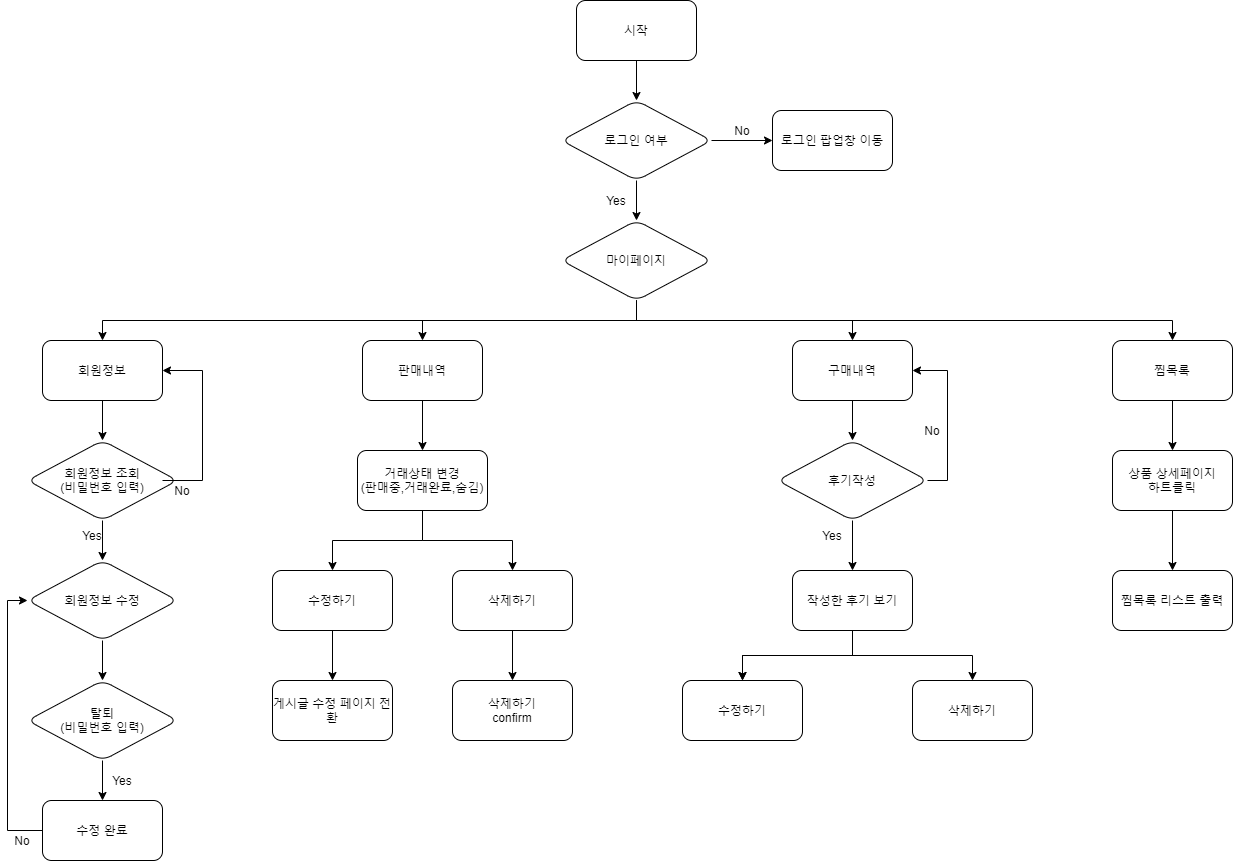 시작
로그인 여부
No
로그인 팝업창 이동
Yes
마이페이지
회원정보
판매내역
구매내역
찜목록
회원정보 조회
(비밀번호 입력)
No
거래상태 변경
(판매중,거래완료,숨김)
No
후기작성
상품 상세페이지
하트클릭
Yes
Yes
회원정보 수정
수정하기
삭제하기
작성한 후기 보기
찜목록 리스트 출력
탈퇴
(비밀번호 입력)
게시글 수정 페이지 전
환
삭제하기
confirm
수정하기
삭제하기
Yes
수정 완료
No